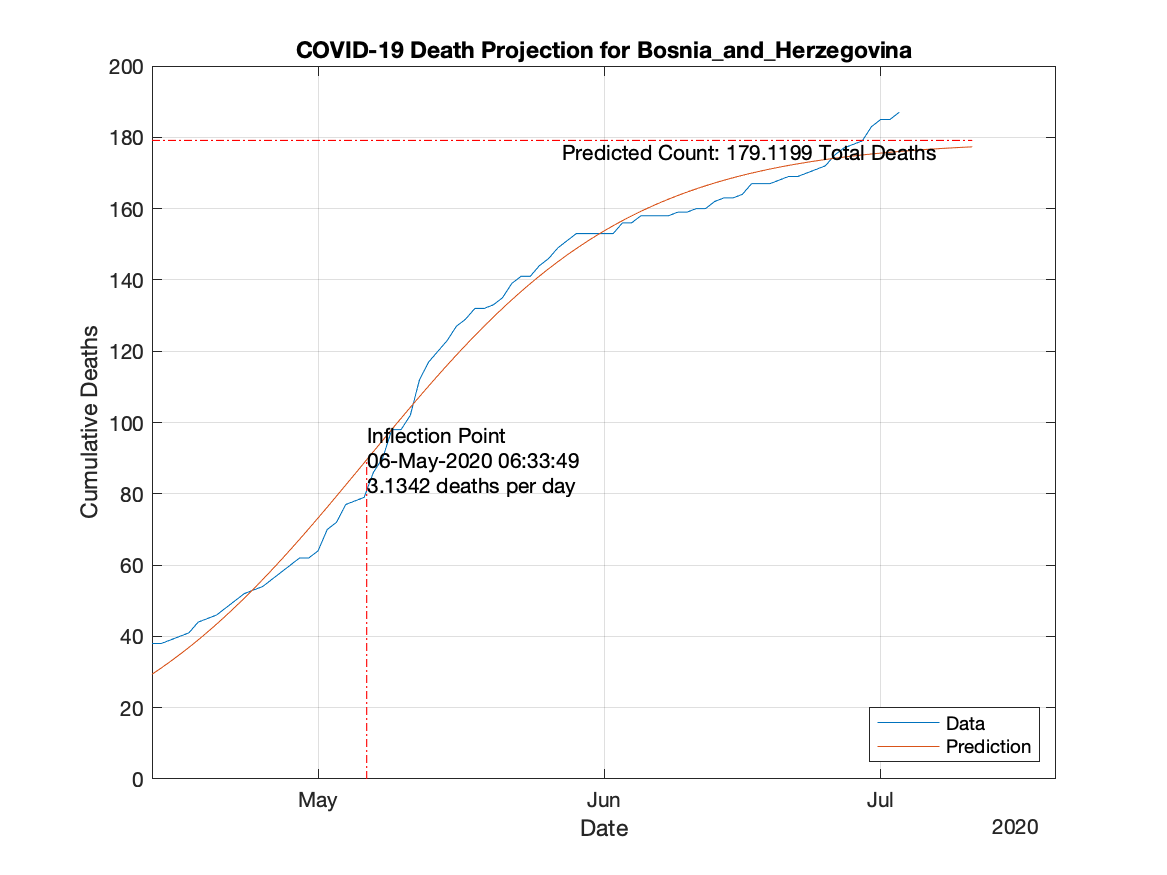 COVID-19 Death Projection for Bosnia_and_Herzegovina
200
180
160
140
120
100
80
60
40
20
0
Cumulative Deaths
Predicted Count: 179.1199 Total Deaths
Inflection Point
06-May-2020 06:33:49
3.1342 deaths per day
Data
Prediction
May
Jun
Jul
Date
2020